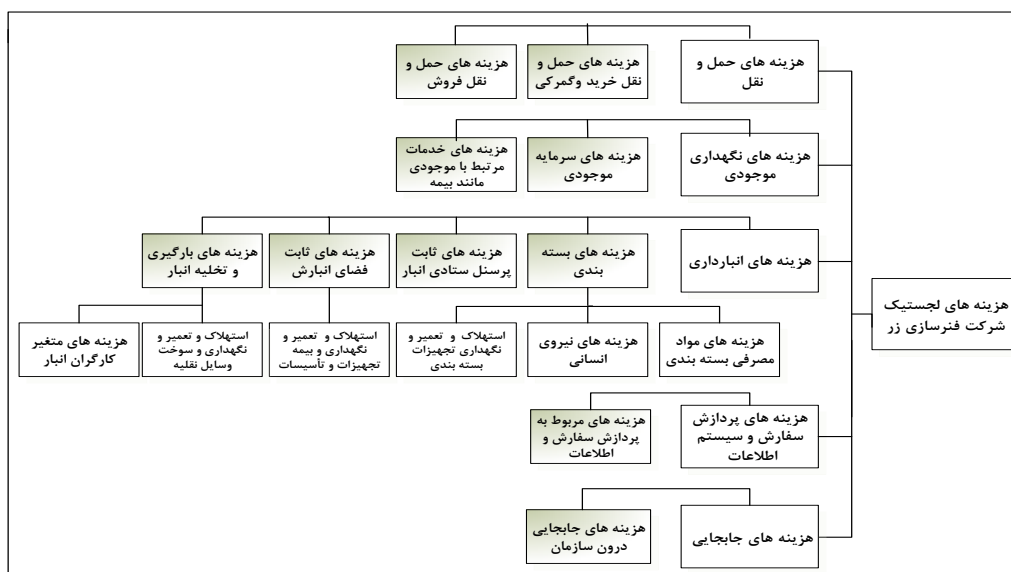 هزینه های حمل و
نقل
هزینه های حمل و
نقل خرید وگمرکی
هزینه های حمل و
نقل فروش
هزینه های نگهداری
موجودی
هزینه های سرمایه
موجودی
هزینه های خدمات
مرتبط با موجودی
مانند بیمه
هزینه های انبارداری
هزینه های بسته
بندی
هزینه های ثابت
پرسنل ستادی انبار
هزینه های ثابت
فضای انبارش
هزینه های بارگیری
و تخلیه انبار
هزینه های لجستیک
شرکت فنرسازی زر
هزینه های مواد
مصرفی بسته بندی
هزینه های نیروی
انسانی
استهلاک و تعمیر و
نگهداری تجهیزات
بسته بندی
استهلاک و تعمیر و
نگهداری و بیمه
تجهیزات و تأسیسات
استهلاک و تعمیر و
نگهداری و سوخت
وسایل نقلیه
هزینه های متغیر
کارگران انبار
هزینه های پردازش
سفارش و سیستم
اطلاعات
هزینه های مربوط به
پردازش سفارش و
اطلاعات
هزینه های جابجایی
هزینه های جابجایی
درون سازمان